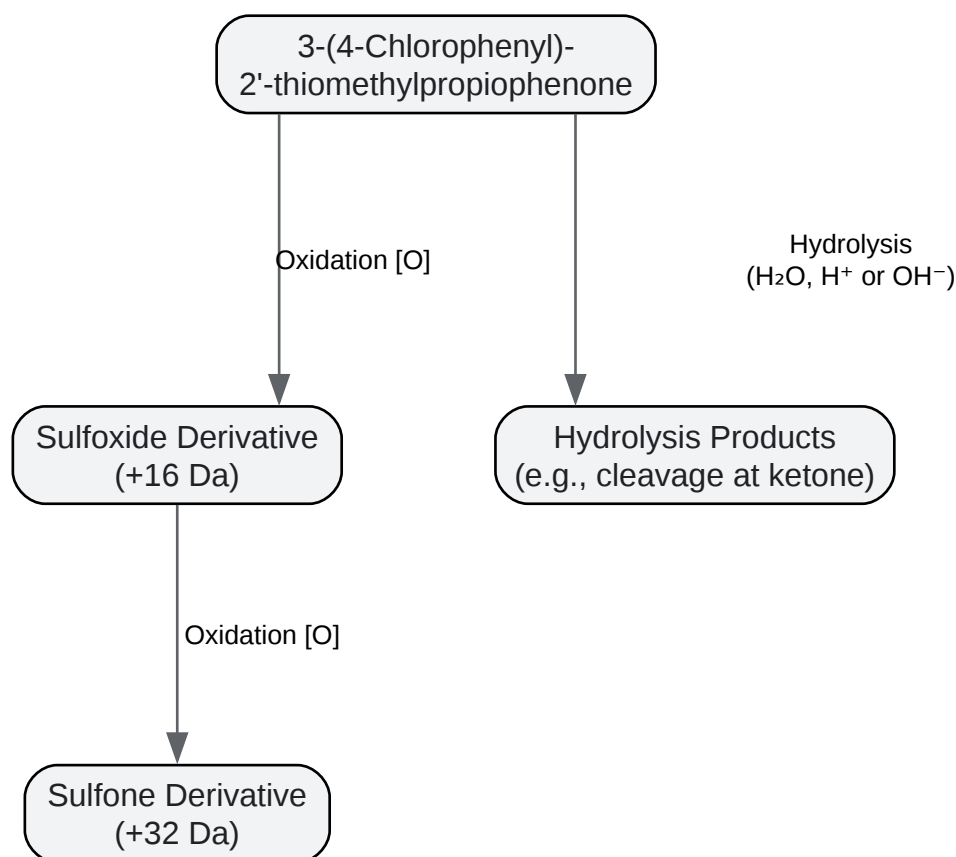 3-(4-Chlorophenyl)-
2'-thiomethylpropiophenone
Oxidation [O]
Hydrolysis
(H₂O, H⁺ or OH⁻)
Sulfoxide Derivative
(+16 Da)
Hydrolysis Products
(e.g., cleavage at ketone)
Oxidation [O]
Sulfone Derivative
(+32 Da)